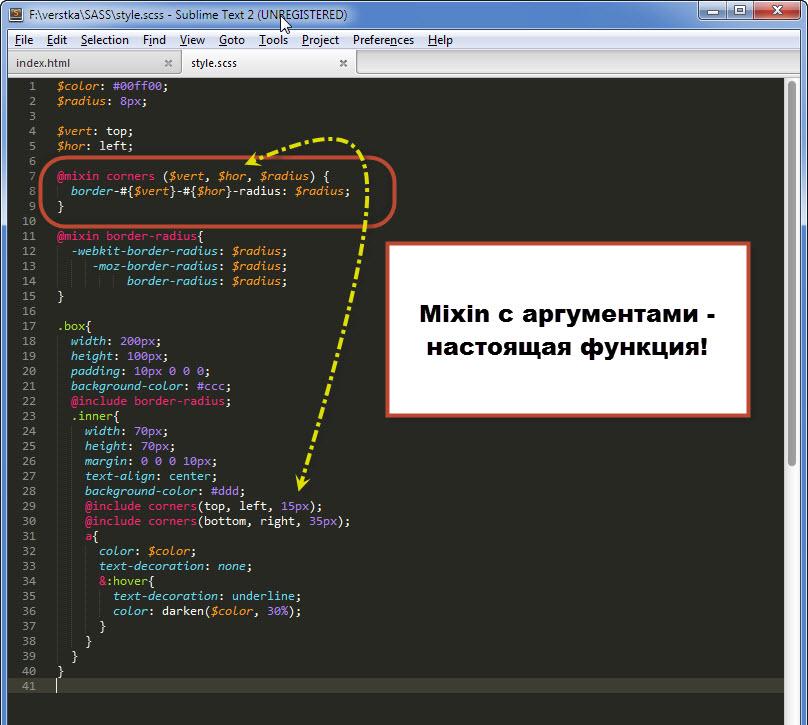 F:\verstka\SASS\style.scss - Sublime Text 2 (UNREGISTERED)
File Edit Selection Find View Goto Tools Project Preferences Help
index.html style.scss
1 $color: #00ff00;
2 $radius: 8px;
3
4 $vert: top;
5 $hor: left;
6
7 @mixin corners ($vert, $hor, $radius) {
8 border-#{$vert}-#{$hor}-radius: $radius;
9 }
10
11 @mixin border-radius{
12 -webkit-border-radius: $radius;
13 -moz-border-radius: $radius;
14 border-radius: $radius;
15 }
16
17 .box{
18 width: 200px;
19 height: 100px;
20 padding: 10px 0 0 0;
21 background-color: #ccc;
22 @include border-radius;
23 .inner{
24 width: 70px;
25 height: 70px;
26 margin: 0 0 0 10px;
27 text-align: center;
28 background-color: #ddd;
29 @include corners(top, left, 15px);
30 @include corners(bottom, right, 35px);
31 a{
32 color: $color;
33 text-decoration: none;
34 &:hover{
35 text-decoration: underline;
36 color: darken($color, 30%);
37 }
38 }
39 }
40 }
41
Mixin с аргументами -
настоящая функция!